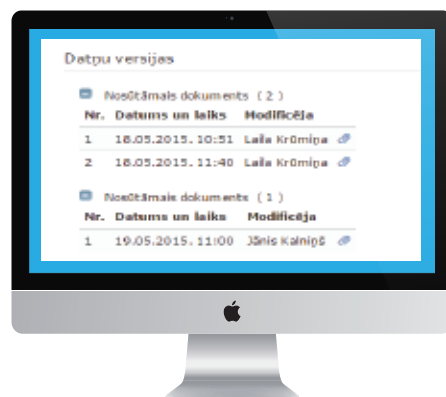 Datņu versijas
Nosūtāmais dokuments ( 2 )
Nr. Datums un laiks Modificēja
1 18.05.2015. 10:51 Laila Krūmiņa
2 18.05.2015. 11:40 Laila Krūmiņa
Nosūtāmais dokuments ( 1 )
Nr. Datums un laiks Modificēja
1 19.05.2015. 11:00 Jānis Kalniņš